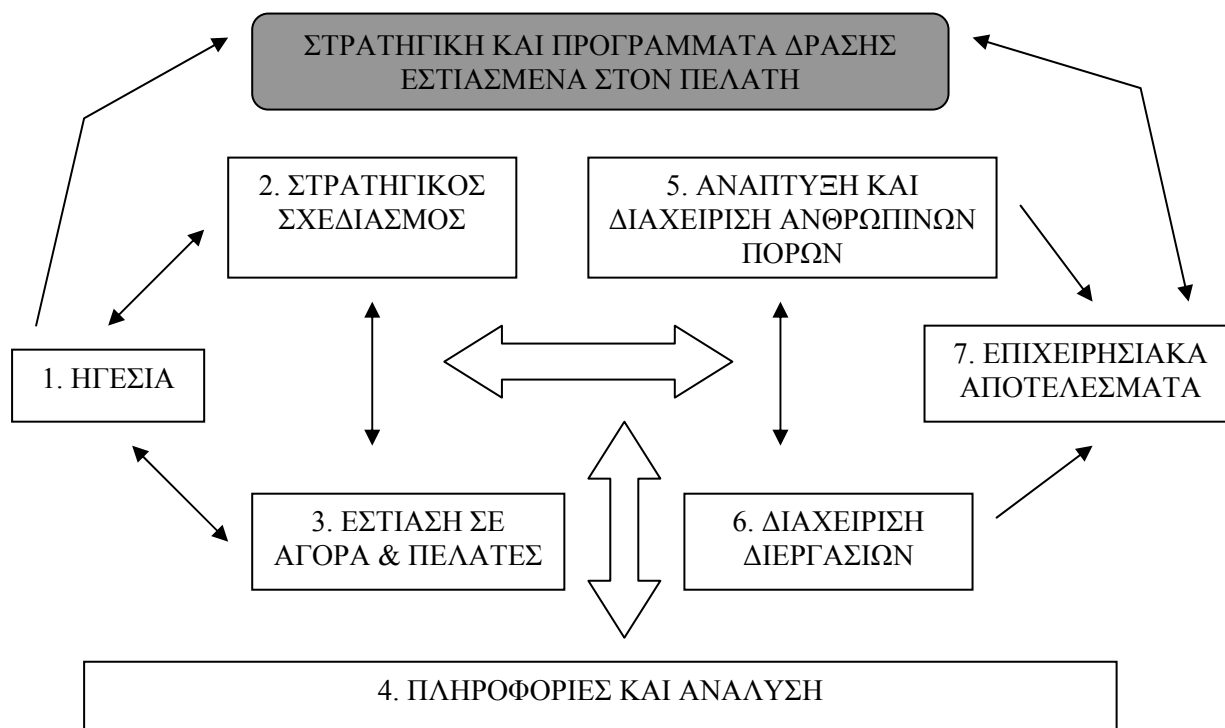 ΣΤΡΑΤΗΓΙΚΗ ΚΑΙ ΠΡΟΓΡΑΜΜΑΤΑ ΔΡΑΣΗΣ
ΕΣΤΙΑΣΜΕΝΑ ΣΤΟΝ ΠΕΛΑΤΗ
2. ΣΤΡΑΤΗΓΙΚΟΣ
ΣΧΕΔΙΑΣΜΟΣ
5. ΑΝΑΠΤΥΞΗ ΚΑΙ
ΔΙΑΧΕΙΡΙΣΗ ΑΝΘΡΩΠΙΝΩΝ
ΠΟΡΩΝ
1. ΗΓΕΣΙΑ
7. ΕΠΙΧΕΙΡΗΣΙΑΚΑ
ΑΠΟΤΕΛΕΣΜΑΤΑ
3. ΕΣΤΙΑΣΗ ΣΕ
ΑΓΟΡΑ & ΠΕΛΑΤΕΣ
6. ΔΙΑΧΕΙΡΙΣΗ
ΔΙΕΡΓΑΣΙΩΝ
4. ΠΛΗΡΟΦΟΡΙΕΣ ΚΑΙ ΑΝΑΛΥΣΗ